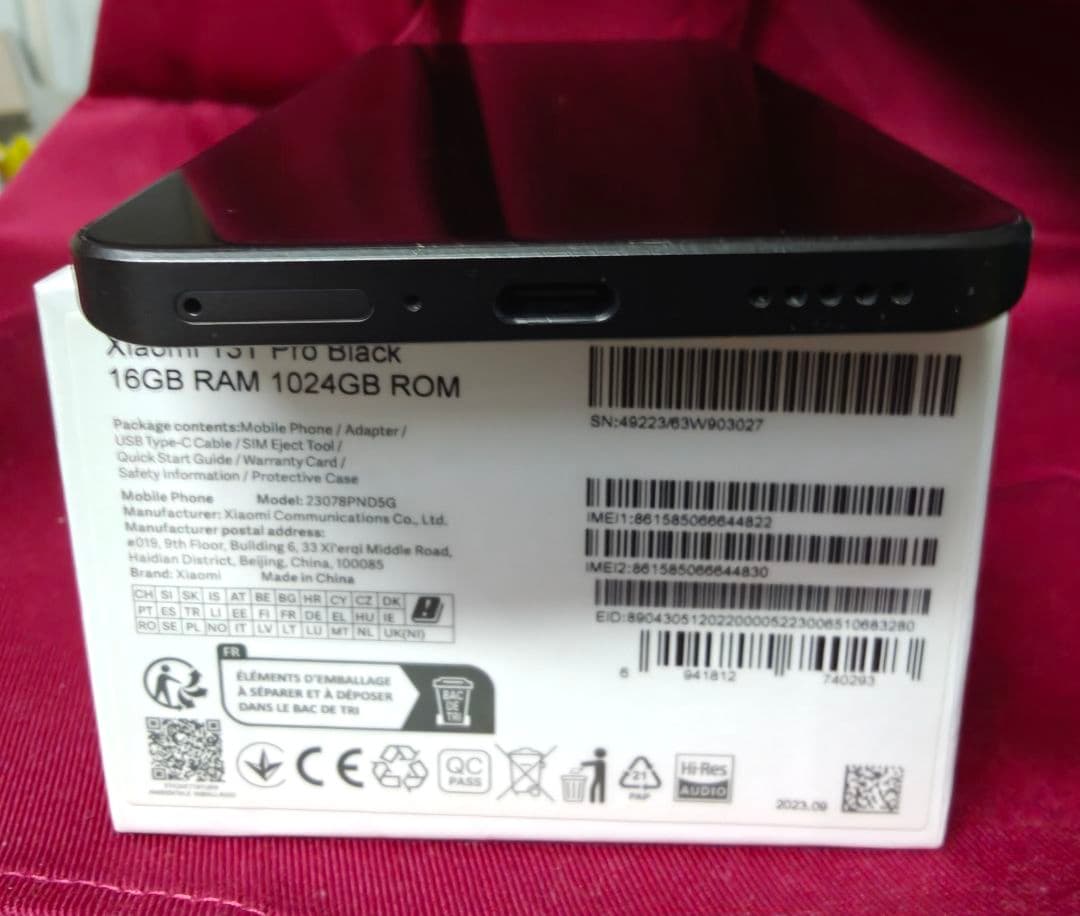 Xiaomi 13T Pro Black
16GB RAM 1024GB ROM
Package contents:Mobile Phone / Adapter /
USB Type-C Cable / SIM Eject Tool /
Quick Start Guide / Warranty Card /
Safety Information / Protective Case
Mobile Phone Model: 23078PND5G
Manufacturer: Xiaomi Communications Co., Ltd.
Manufacturer postal address:
#019, 9th Floor, Building 6, 33 Xi'erqi Middle Road,
Haidian District, Beijing, China, 100085
Brand: Xiaomi Made in China
CH SI SK IS AT BE BG HR CY CZ DK
PT ES TR LI EE FI FR DE EL HU IE
RO SE PL NO IT LV LT LU MT NL UK(NI)
FR
ÉLÉMENTS D'EMBALLAGE
À SÉPARER ET À DÉPOSER
DANS LE BAC DE TRI
BAC
DE
TRI
CE
QC
PASS
21
PAP
Hi-Res
AUDIO
SN:49223/63W903027
IMEI1:861585066644822
IMEI2:861585066644830
EID:89043051202200005223006510683280
6 941812 740293
2023.09